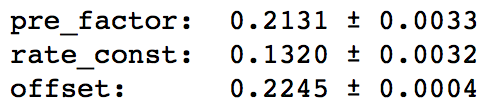 pre_factor: 0.2131 ± 0.0033
rate_const: 0.1320 ± 0.0032
offset: 0.2245 ± 0.0004